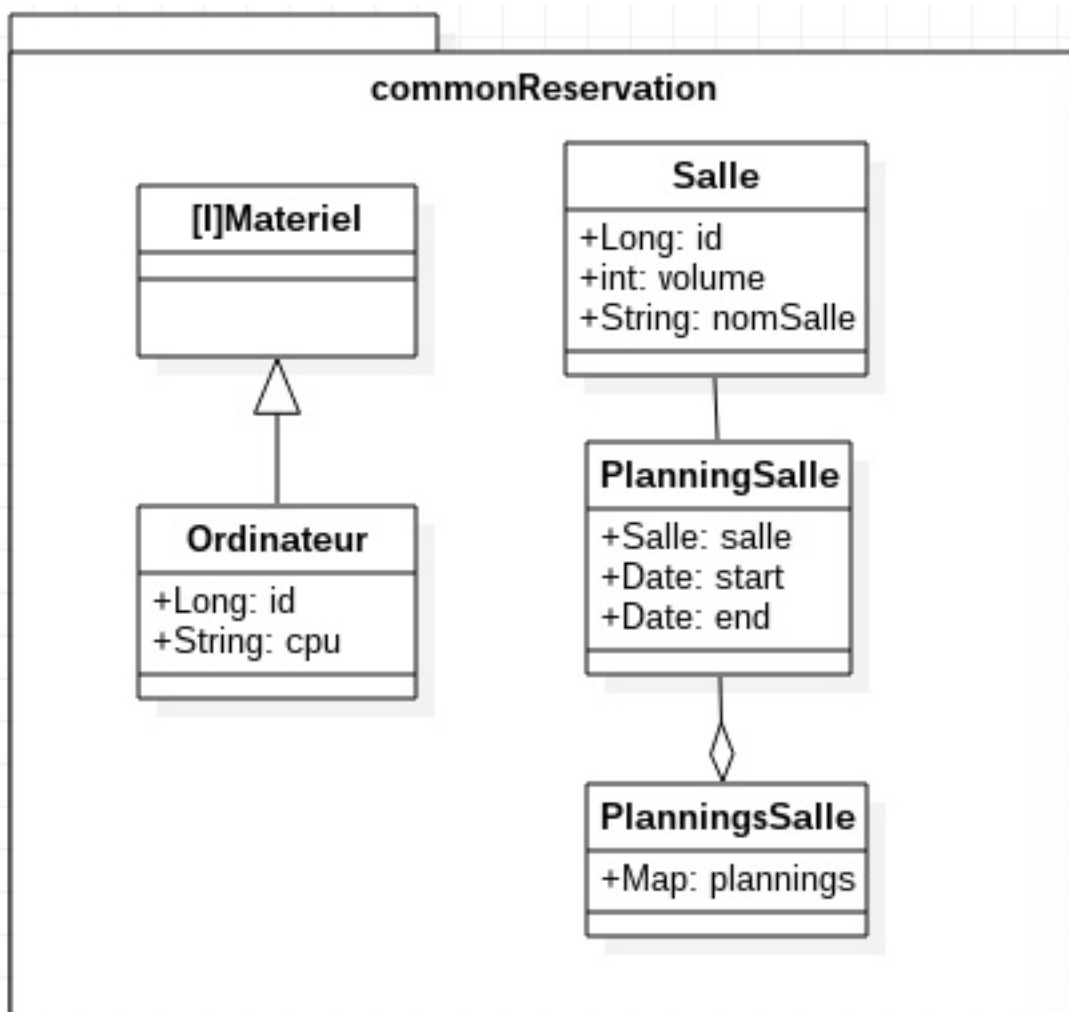 commonReservation
[I]Materiel
Ordinateur
+Long: id
+String: cpu
Salle
+Long: id
+int: volume
+String: nomSalle
PlanningSalle
+Salle: salle
+Date: start
+Date: end
PlanningsSalle
+Map: plannings